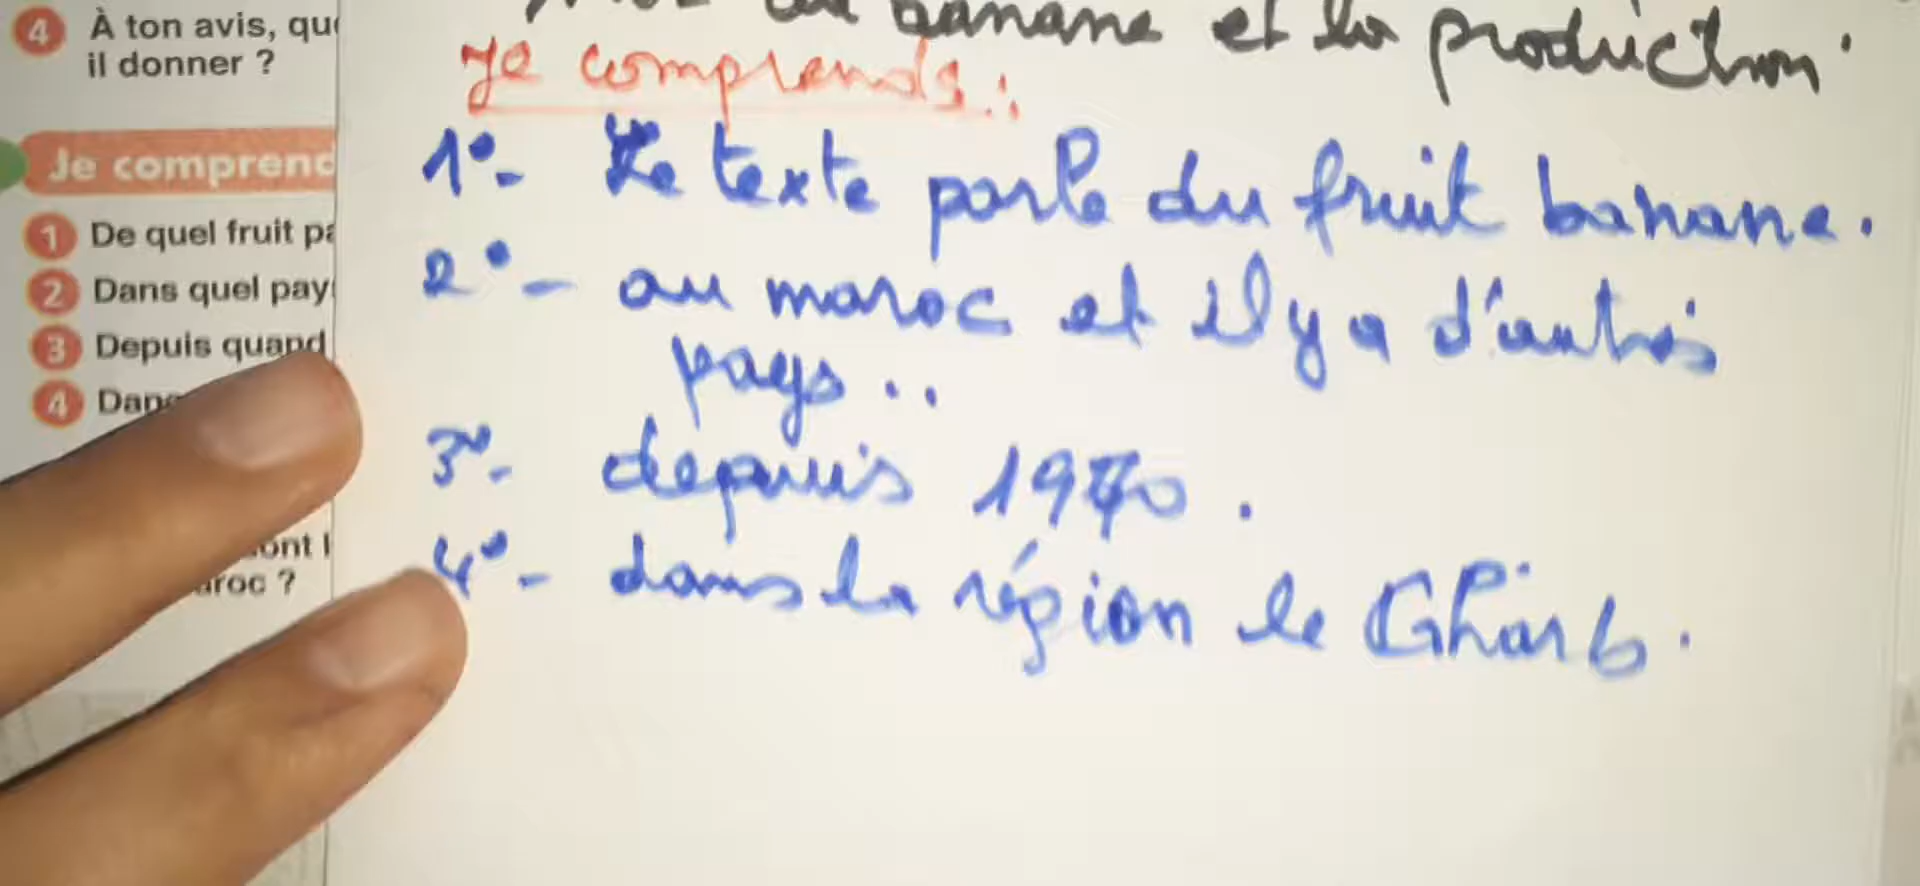 4 À ton avis, qu
il donner ?
Je comprend
1 De quel fruit pa
2 Dans quel pay
3 Depuis quand
4 Dan
ont l
aroc ?
banane et la production.
Je comprends :
1°- Le texte parle du fruit banane.
2°- au maroc et il y a d'autres
pays ..
3°- depuis 1970.
4°- dans la région le Gharb.